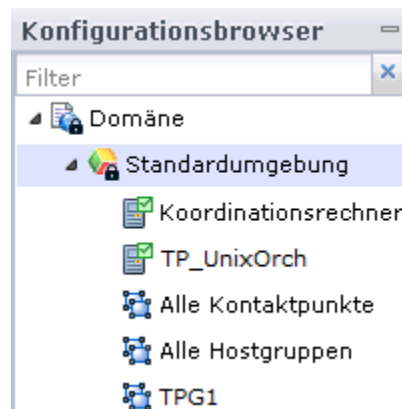 Konfigurationsbrowser
Filter
Domäne
Standardumgebung
Koordinationsrechner
TP_UnixOrch
Alle Kontaktpunkte
Alle Hostgruppen
TPG1